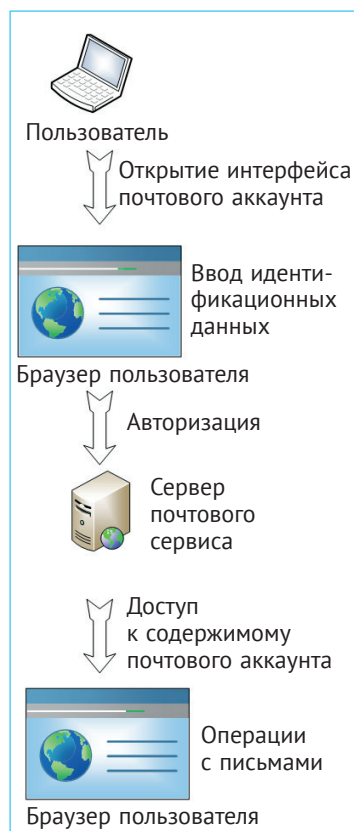 Пользователь
Открытие интерфейса
почтового аккаунта
Ввод иденти-
фикационных
данных
Браузер пользователя
Авторизация
Сервер
почтового
сервиса
Доступ
к содержимому
почтового аккаунта
Операции
с письмами
Браузер пользователя